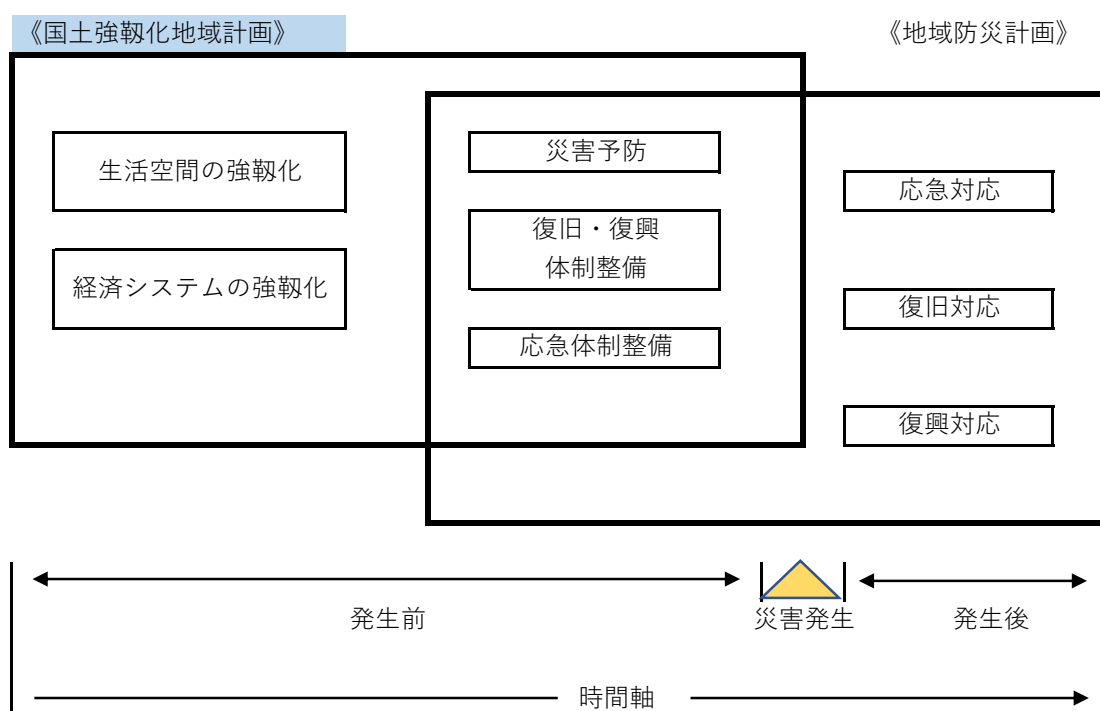 《国土強靱化地域計画》
《地域防災計画》
生活空間の強靱化
経済システムの強靱化
災害予防
復旧・復興
体制整備
応急体制整備
応急対応
復旧対応
復興対応
発生前
災害発生
発生後
時間軸